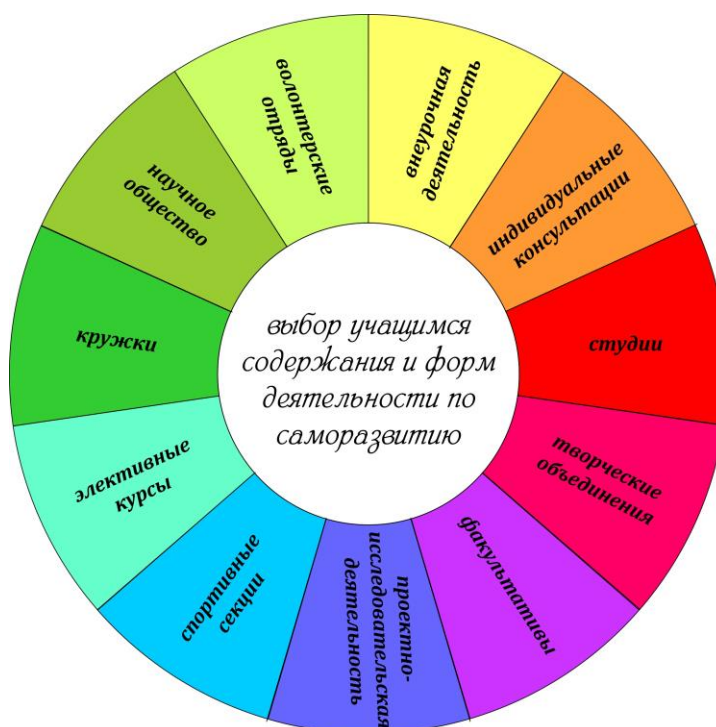 выбор учащимся
содержания и форм
деятельности по
саморазвитию
внеурочная
деятельность
индивидуальные
консультации
студии
творческие
объединения
факультативы
проектно-
исследовательская
деятельность
спортивные
секции
элективные
курсы
кружки
научное
общество
волонтерские
отряды